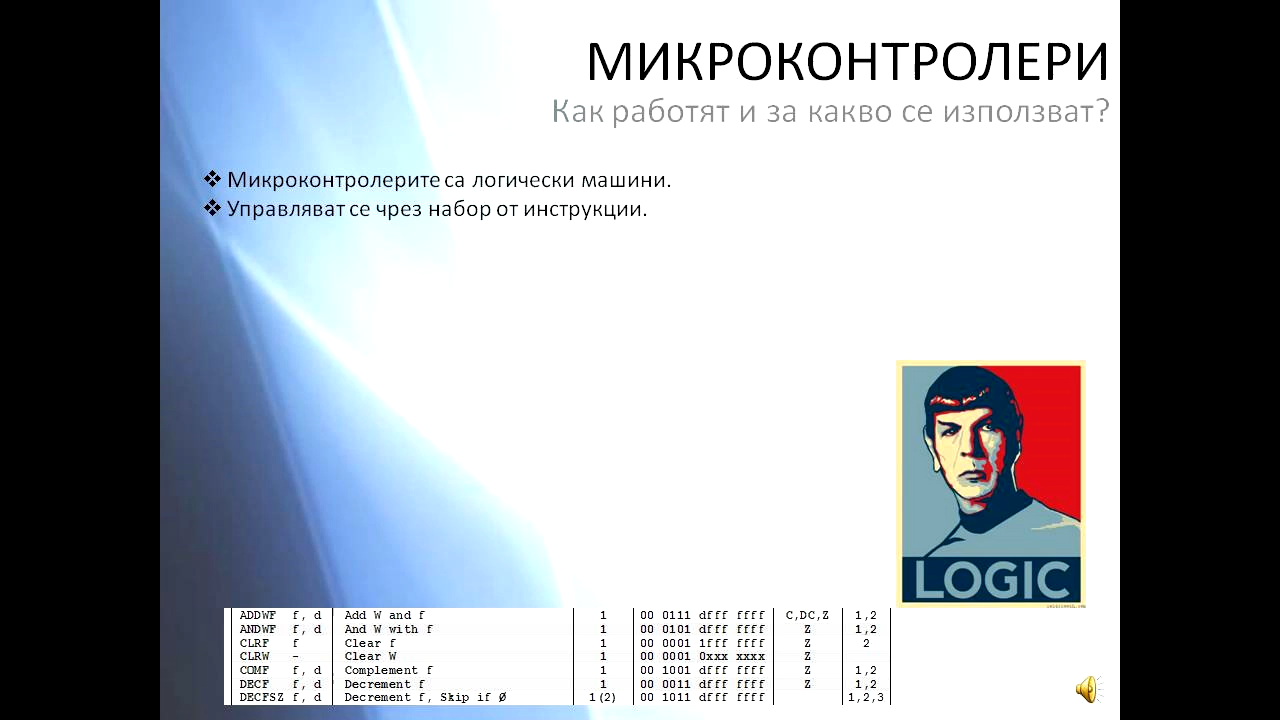 МИКРОКОНТРОЛЕРИ
Как работят и за какво се използват?
❖ Микроконтролерите са логически машини.
❖ Управляват се чрез набор от инструкции.
LOGIC
ADDWF f, d Add W and f 1 00 0111 dfff ffff C,DC,Z 1,2
ANDWF f, d And W with f 1 00 0101 dfff ffff Z 1,2
CLRF f Clear f 1 00 0001 1fff ffff Z 2
CLRW - Clear W 1 00 0001 0xxx xxxx Z
COMF f, d Complement f 1 00 1001 dfff ffff Z 1,2
DECF f, d Decrement f 1 00 0011 dfff ffff Z 1,2
DECFSZ f, d Decrement f, Skip if Ø 1(2) 00 1011 dfff ffff 1,2,3